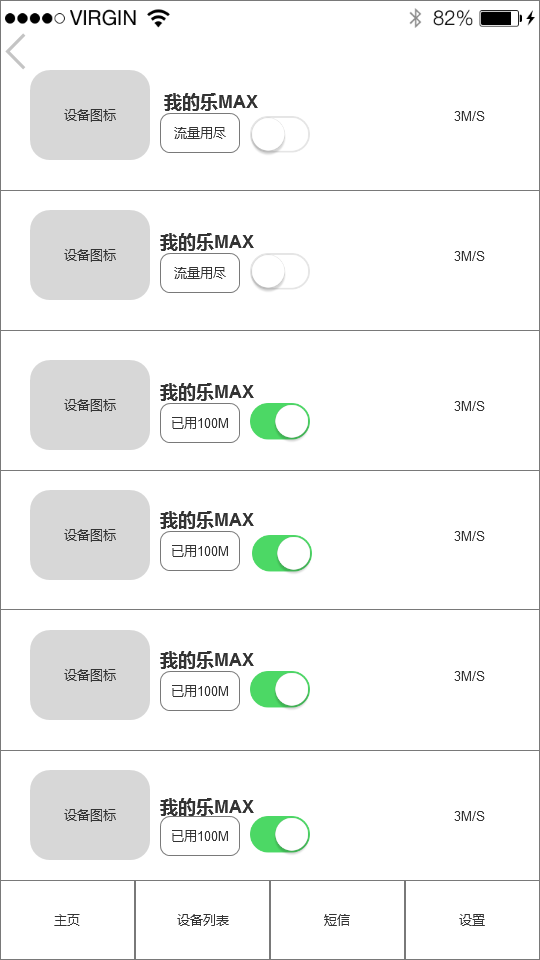 VIRGIN 82%
设备图标
我的乐MAX
流量用尽
3M/S
设备图标
我的乐MAX
流量用尽
3M/S
设备图标
我的乐MAX
已用100M
3M/S
设备图标
我的乐MAX
已用100M
3M/S
设备图标
我的乐MAX
已用100M
3M/S
设备图标
我的乐MAX
已用100M
3M/S
主页 设备列表 短信 设置